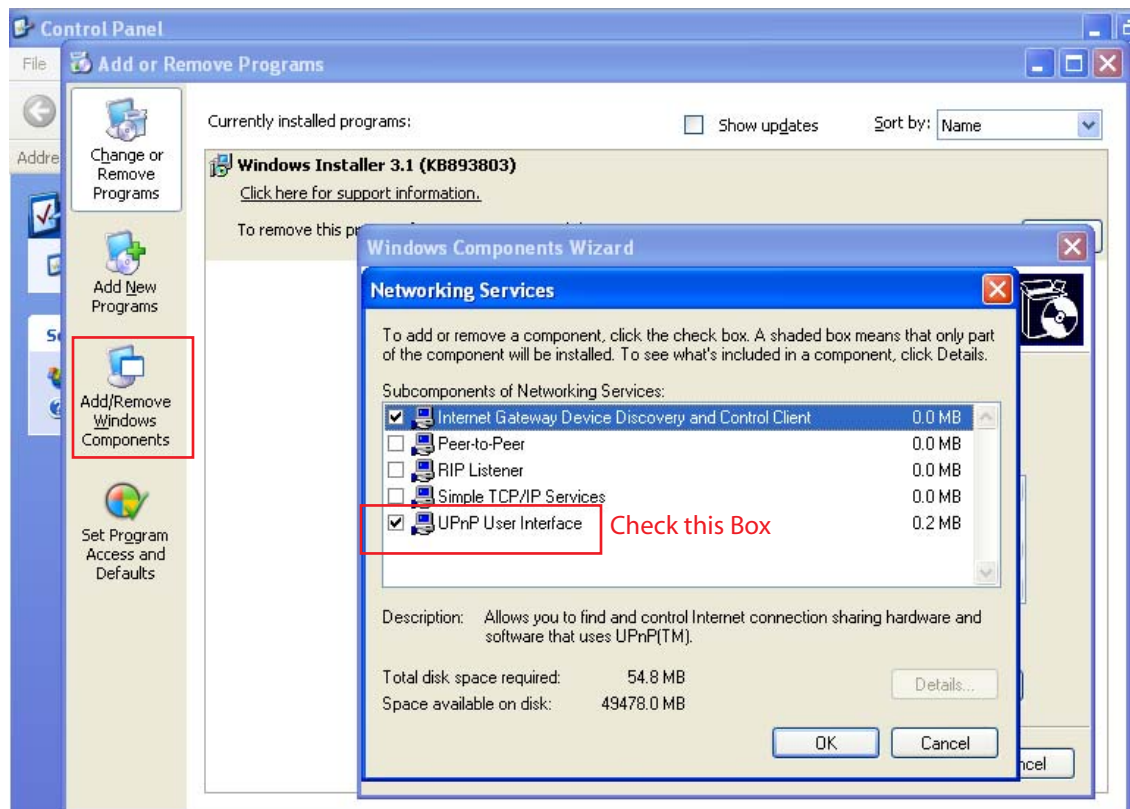 Control Panel
File
Add or Remove Programs
Currently installed programs:
Show updates
Sort by: Name
Addre
Change or
Remove
Programs
Windows Installer 3.1 (KB893803)
Click here for support information.
To remove this
Add New
Programs
Add/Remove
Windows
Components
Set Program
Access and
Defaults
Windows Components Wizard
Networking Services
To add or remove a component, click the check box. A shaded box means that only part
of the component will be installed. To see what's included in a component, click Details.
Subcomponents of Networking Services:
Internet Gateway Device Discovery and Control Client 0.0 MB
Peer-to-Peer 0.0 MB
RIP Listener 0.0 MB
Simple TCP/IP Services 0.0 MB
UPnP User Interface 0.2 MB
Check this Box
Description: Allows you to find and control Internet connection sharing hardware and
software that uses UPnP(TM).
Total disk space required: 54.8 MB
Space available on disk: 49478.0 MB
Details...
OK Cancel
ncel